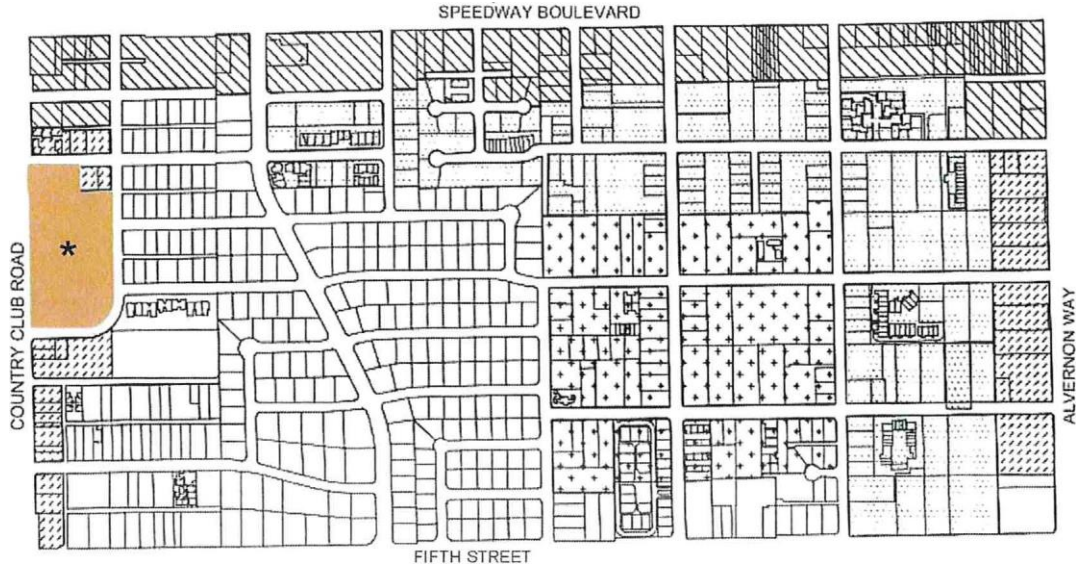 SPEEDWAY BOULEVARD
COUNTRY CLUB ROAD
*
ALVERNON WAY
FIFTH STREET